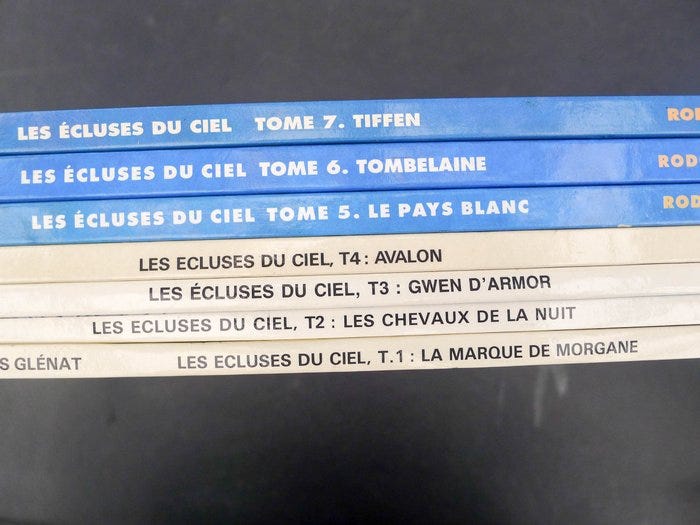 LES ÉCLUSES DU CIEL TOME 7. TIFFEN
LES ÉCLUSES DU CIEL TOME 6. TOMBELAINE ROD
LES ÉCLUSES DU CIEL TOME 5. LE PAYS BLANC ROD
LES ECLUSES DU CIEL, T4 : AVALON
LES ÉCLUSES DU CIEL, T3 : GWEN D'ARMOR
LES ECLUSES DU CIEL, T2 : LES CHEVAUX DE LA NUIT
S GLÉNAT LES ECLUSES DU CIEL, T.1 : LA MARQUE DE MORGANE